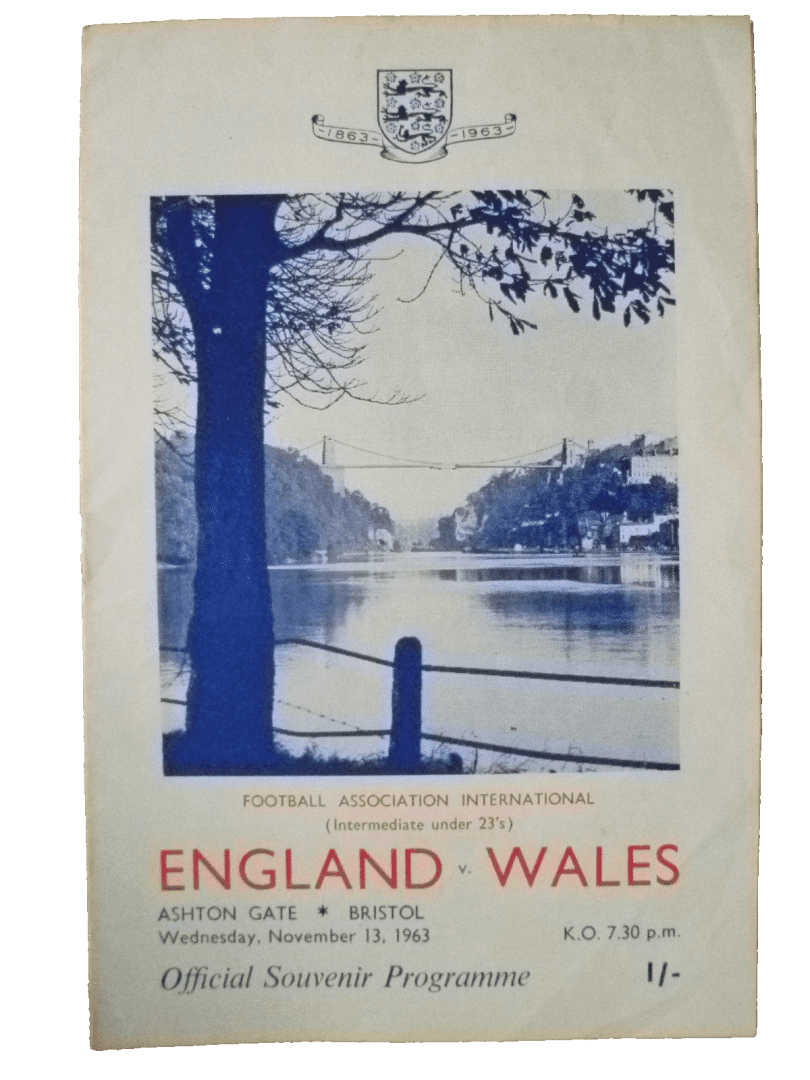 -1863- -1963-
FOOTBALL ASSOCIATION INTERNATIONAL
(Intermediate under 23's)
ENGLAND v. WALES
ASHTON GATE * BRISTOL
Wednesday, November 13, 1963 K.O. 7.30 p.m.
Official Souvenir Programme 1/-